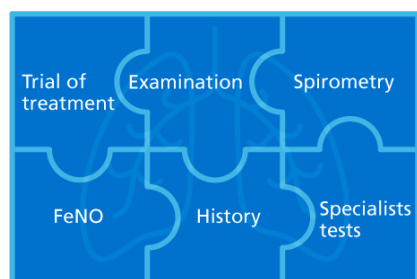 Trial of
treatment
Examination
Spirometry
FeNO
History
Specialists
tests